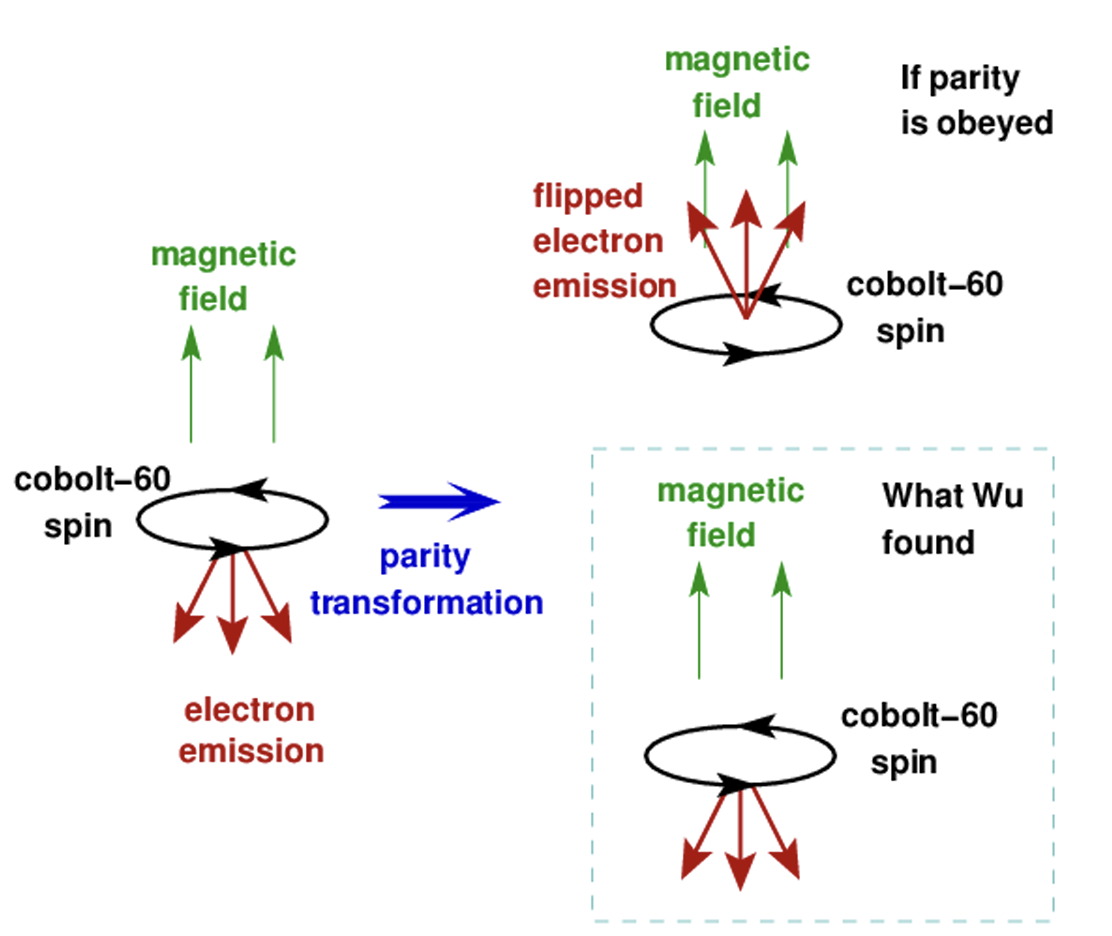 magnetic
field
cobolt–60
spin
electron
emission
parity
transformation
magnetic
field
If parity
is obeyed
flipped
electron
emission
cobolt–60
spin
magnetic
field
What Wu
found
cobolt–60
spin